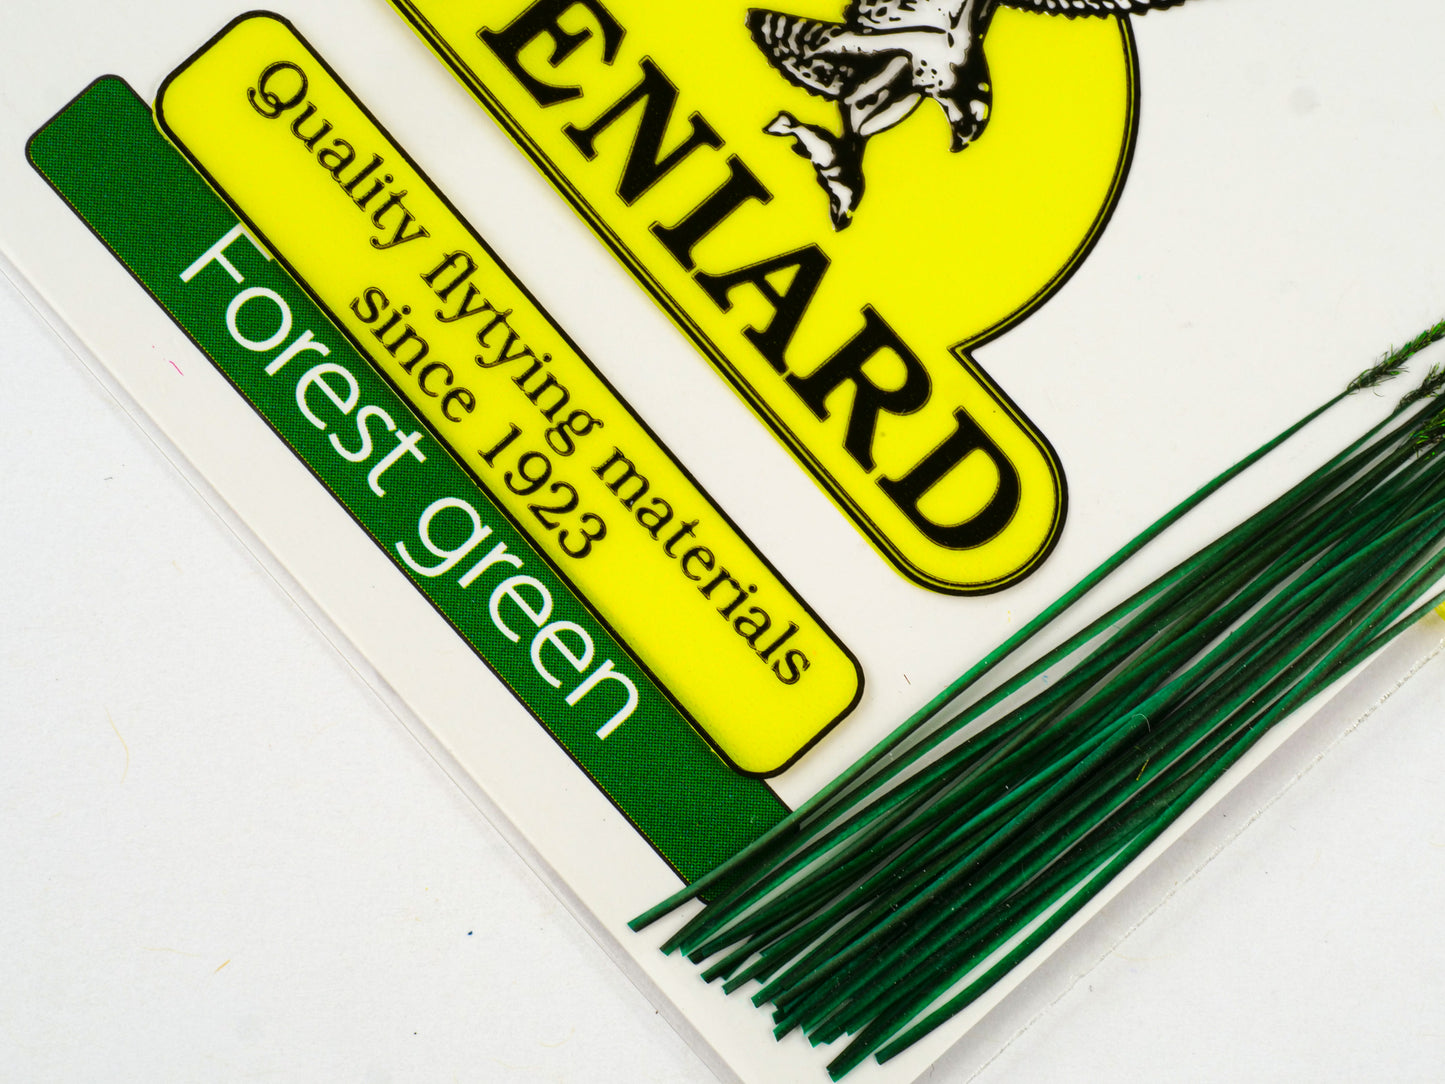 ENIARD
Quality flytying materials
since 1923
Forest green